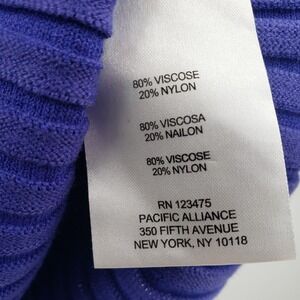 80% VISCOSE
20% NYLON
80% VISCOSA
20% NAILON
80% VISCOSE
20% NYLON
RN 123475
PACIFIC ALLIANCE
350 FIFTH AVENUE
NEW YORK, NY 10118